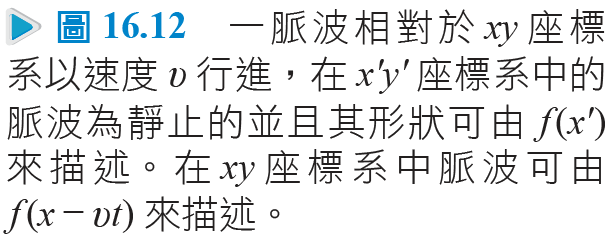 圖 16.12 一脈波相對於 xy 座標
系以速度 υ 行進，在 x′y′ 座標系中的
脈波為靜止的並且其形狀可由 f(x′)
來描述。在 xy 座標系中脈波可由
f(x − υt) 來描述。